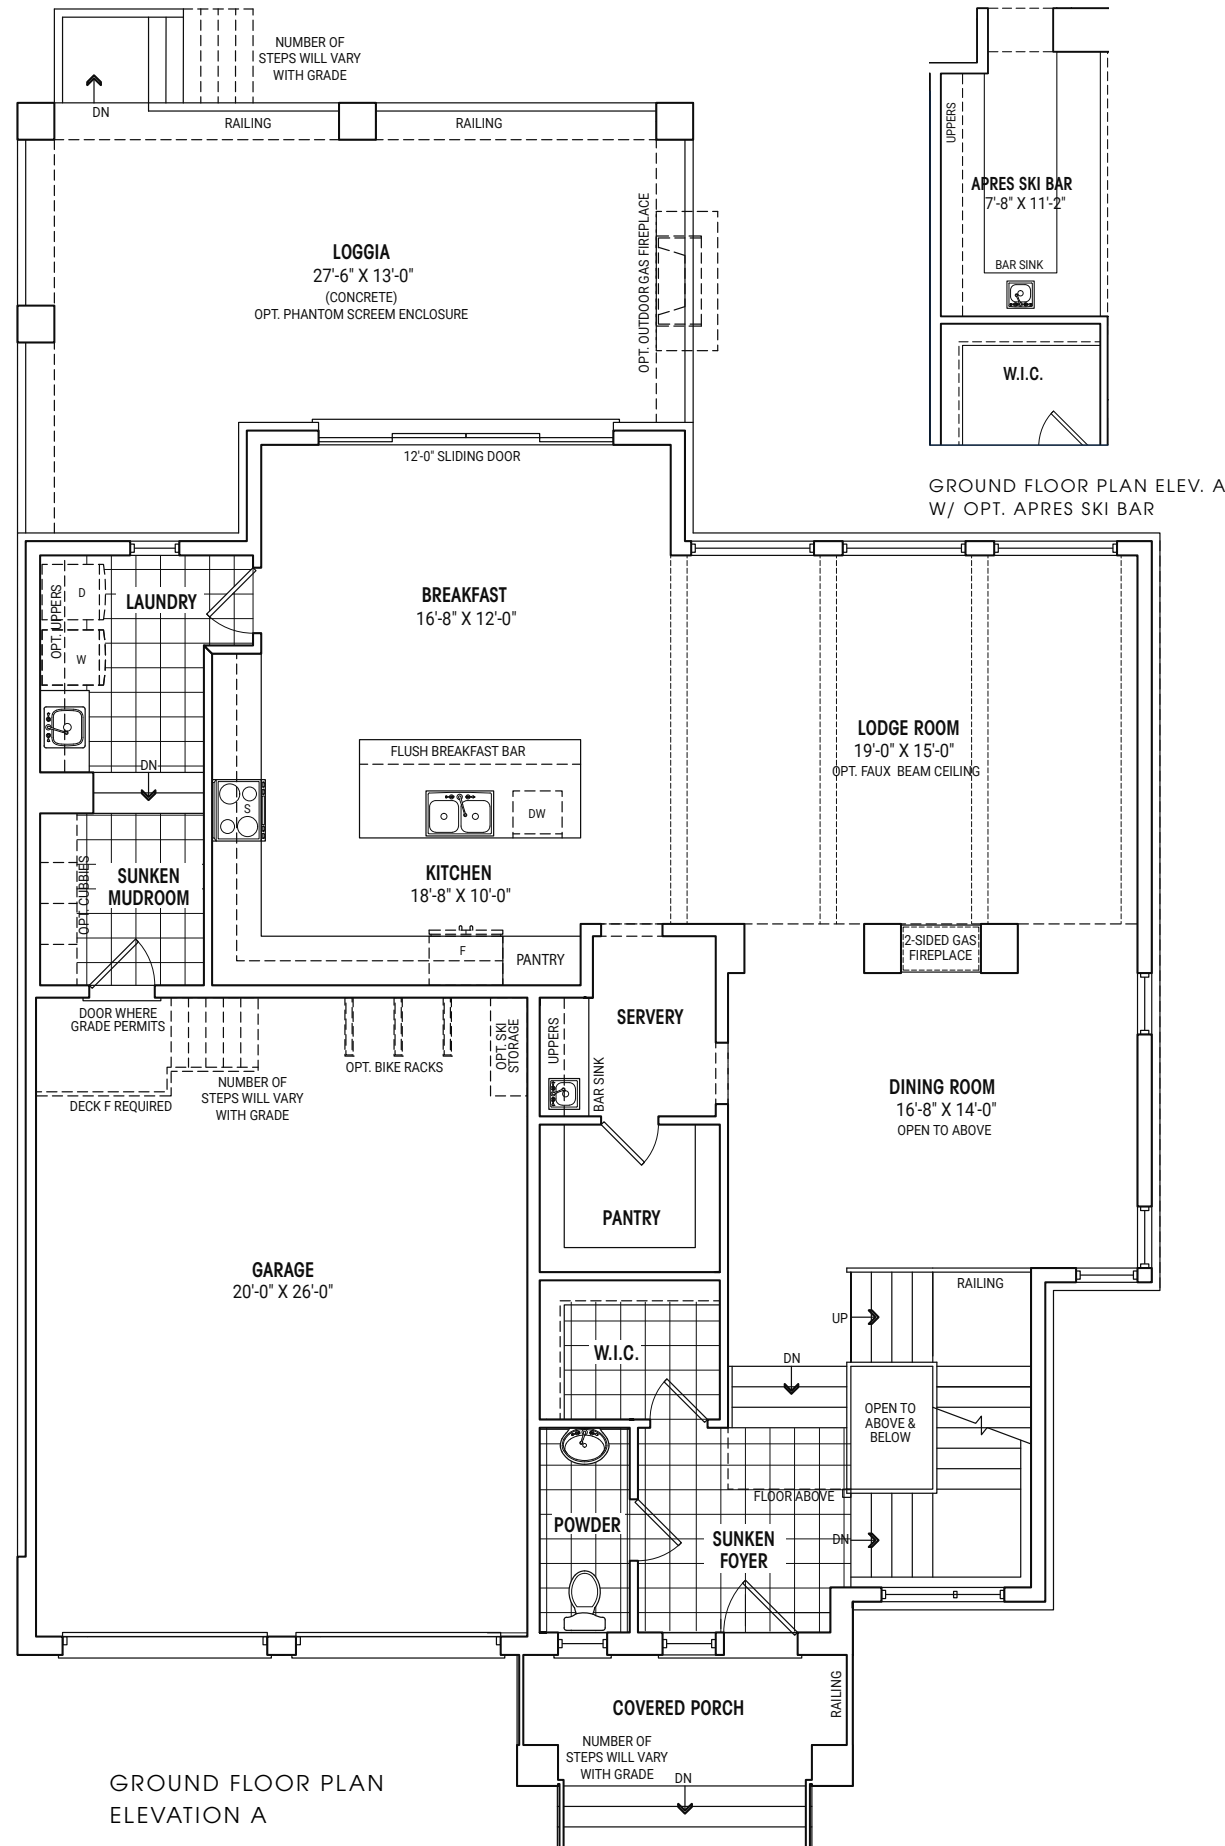 NUMBER OF
STEPS WILL VARY
WITH GRADE
DN
RAILING
RAILING
LOGGIA
27'-6" X 13'-0"
(CONCRETE)
OPT. PHANTOM SCREEM ENCLOSURE
OPT. OUTDOOR GAS FIREPLACE
UPPERS
APRES SKI BAR
7'-8" X 11'-2"
BAR SINK
W.I.C.
GROUND FLOOR PLAN ELEV. A
W/ OPT. APRES SKI BAR
12'-0" SLIDING DOOR
OPT. UPPERS
D
W
LAUNDRY
DN
BREAKFAST
16'-8" X 12'-0"
LODGE ROOM
19'-0" X 15'-0"
OPT. FAUX BEAM CEILING
FLUSH BREAKFAST BAR
DW
S
KITCHEN
18'-8" X 10'-0"
OPT. CUBBIES
SUNKEN
MUDROOM
F
PANTRY
2-SIDED GAS
FIREPLACE
DOOR WHERE
GRADE PERMITS
DECK F REQUIRED
NUMBER OF
STEPS WILL VARY
WITH GRADE
OPT. BIKE RACKS
OPT. SKI
STORAGE
UPPERS
BAR SINK
SERVERY
DINING ROOM
16'-8" X 14'-0"
OPEN TO ABOVE
PANTRY
GARAGE
20'-0" X 26'-0"
RAILING
UP
W.I.C.
DN
OPEN TO
ABOVE &
BELOW
FLOOR ABOVE
POWDER
SUNKEN
FOYER
DN
COVERED PORCH
RAILING
NUMBER OF
STEPS WILL VARY
WITH GRADE
DN
GROUND FLOOR PLAN
ELEVATION A